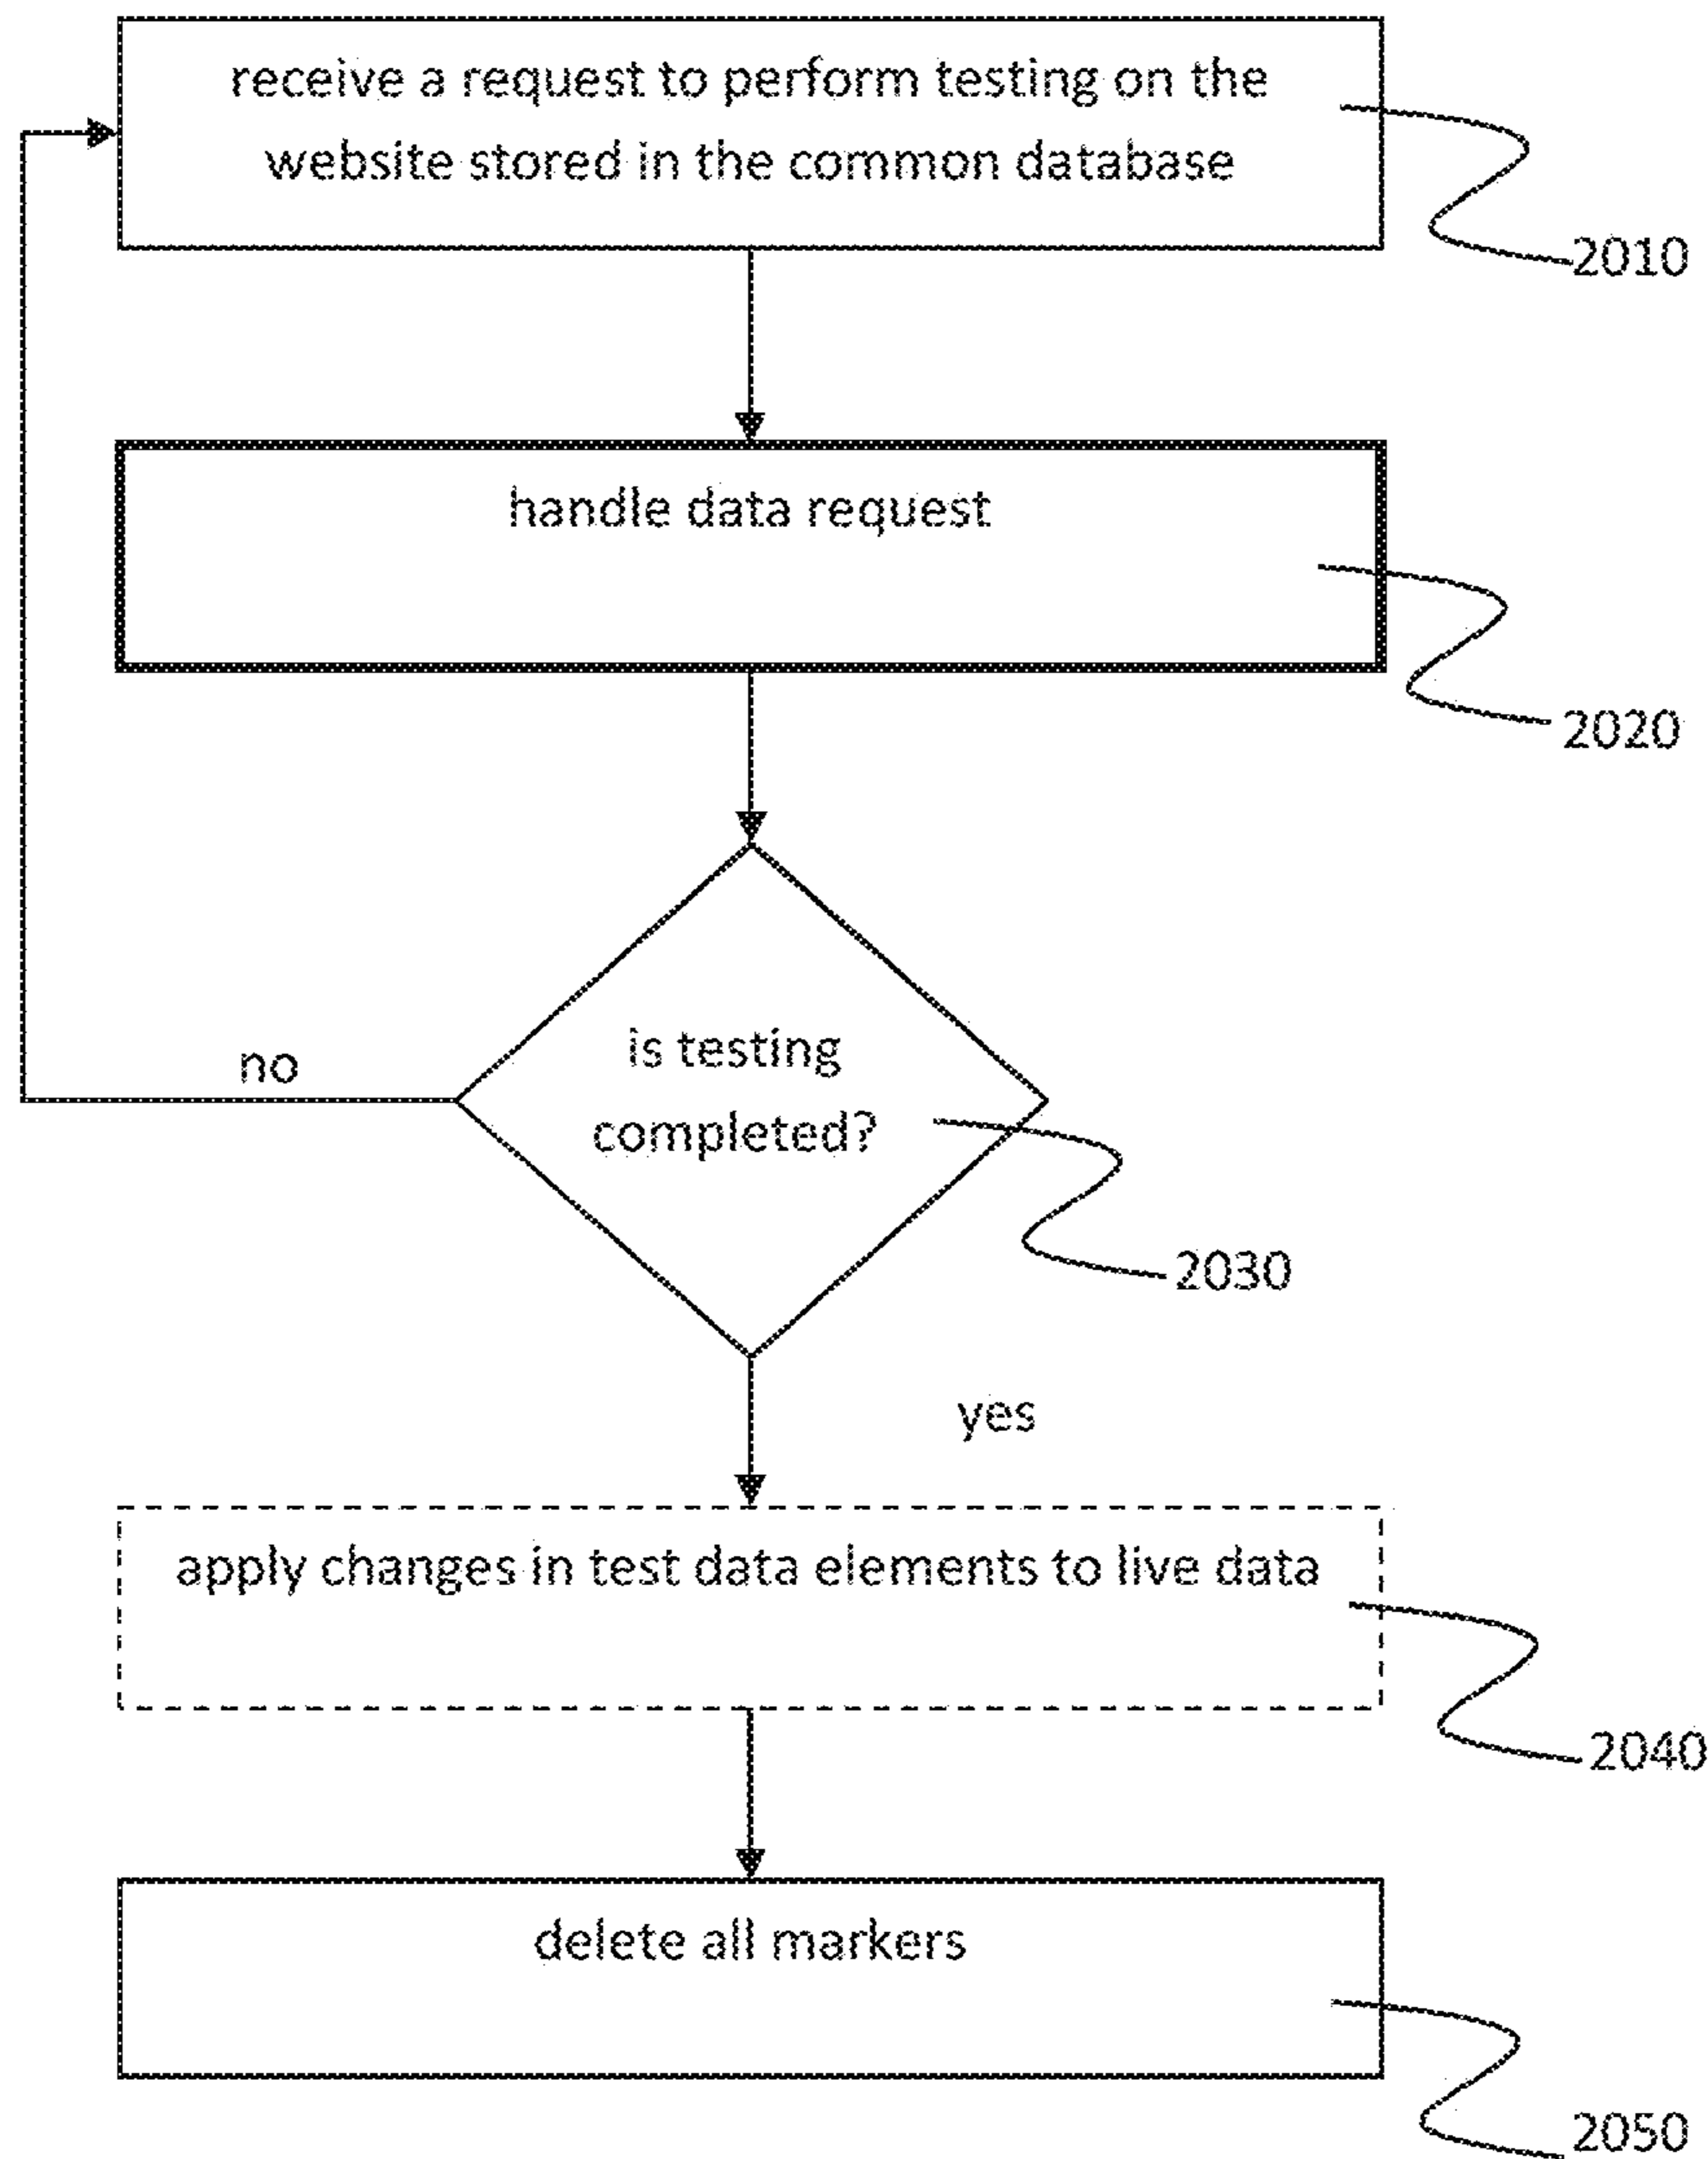 receive a request to perform testing on the
website stored in the common database
2010
handle data request
2020
is testing
completed?
no
2030
yes
apply changes in test data elements to live data
2040
delete all markers
2050